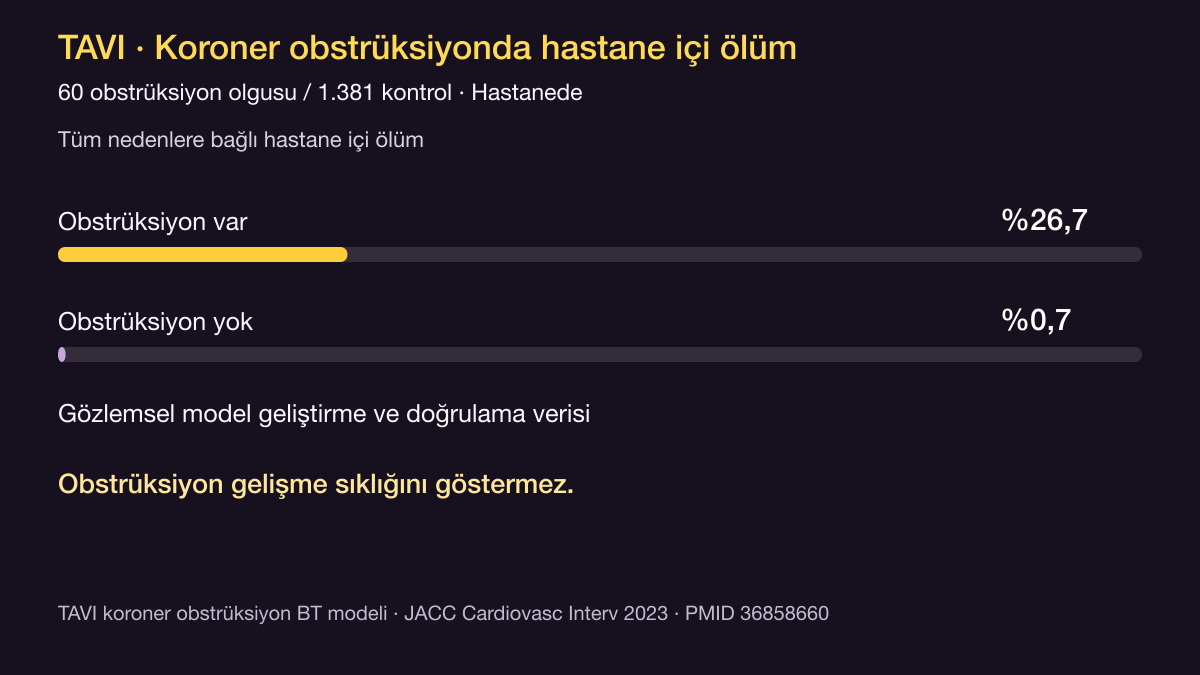 TAVI · Koroner obstrüksiyonda hastane içi ölüm
60 obstrüksiyon olgusu / 1.381 kontrol · Hastanede
Tüm nedenlere bağlı hastane içi ölüm
Obstrüksiyon var %26,7
Obstrüksiyon yok %0,7
Gözlemsel model geliştirme ve doğrulama verisi
Obstrüksiyon gelişme sıklığını göstermez.
TAVI koroner obstrüksiyon BT modeli · JACC Cardiovasc Interv 2023 · PMID 36858660